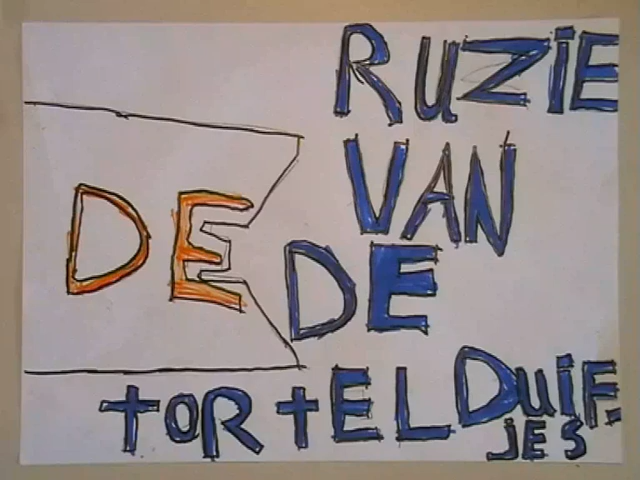 RUZIE
VAN
DE
DE
TORTELDUIF-
JES